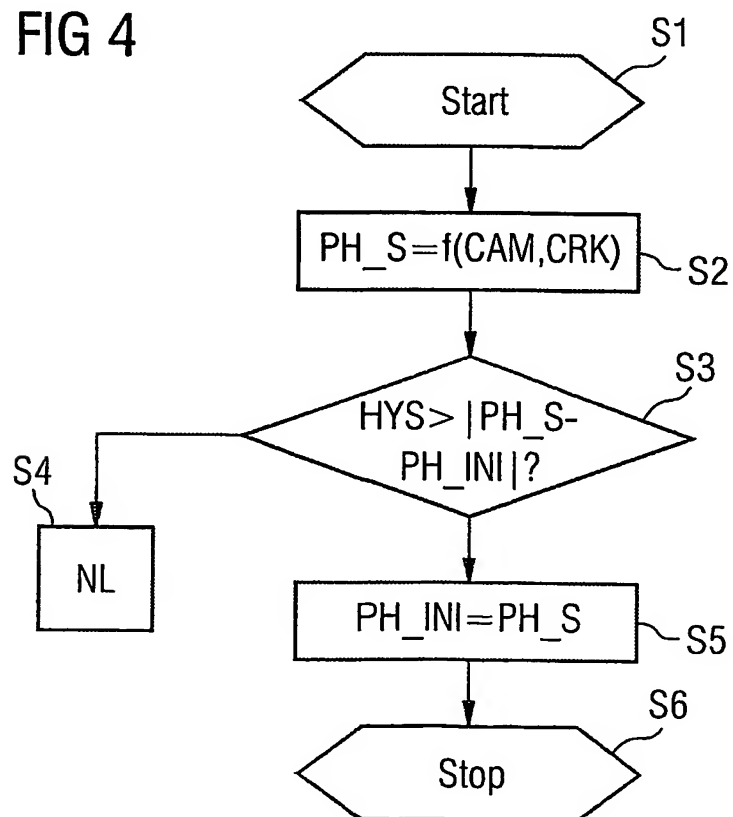 FIG 4
S1
Start
PH_S=f(CAM,CRK)
S2
S3
HYS> |PH_S-
PH_INI|?
S4
NL
PH_INI=PH_S
S5
S6
Stop